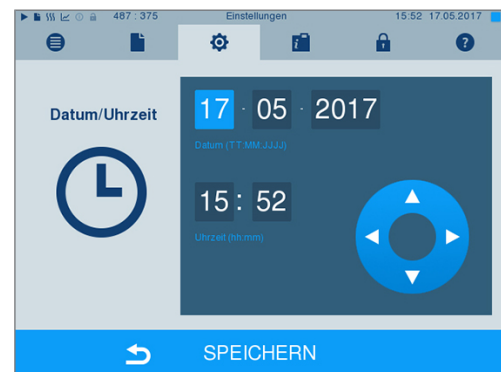 487 : 375 Einstellungen 15:52 17.05.2017
Datum/Uhrzeit
17 . 05 . 2017
Datum (TT.MM.JJJJ)
15 : 52
Uhrzeit (hh:mm)
SPEICHERN